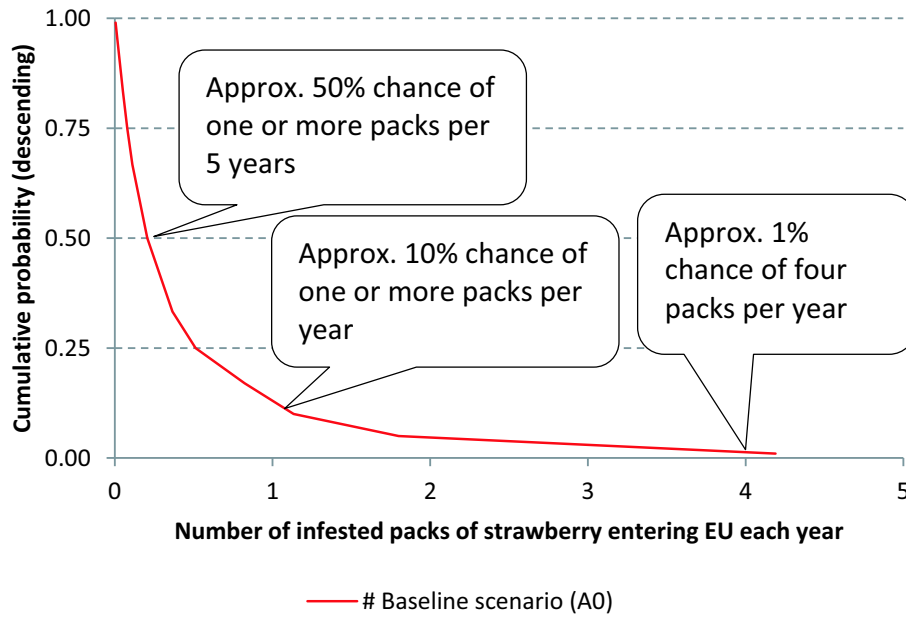 Cumulative probability (descending)
1.00
0.75
0.50
0.25
0.00
Approx. 50% chance of
one or more packs per
5 years
Approx. 10% chance of
one or more packs per
year
Approx. 1%
chance of four
packs per year
0
1
2
3
4
5
Number of infested packs of strawberry entering EU each year
# Baseline scenario (A0)